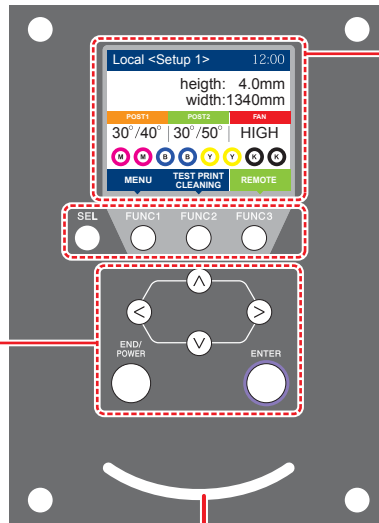 Local <Setup 1> 12:00
heigth: 4.0mm
width:1340mm
POST1 POST2 FAN
30°/40° 30°/50° HIGH
M M B B Y Y K K
MENU TEST PRINT CLEANING REMOTE
SEL FUNC1 FUNC2 FUNC3
END/
POWER
ENTER